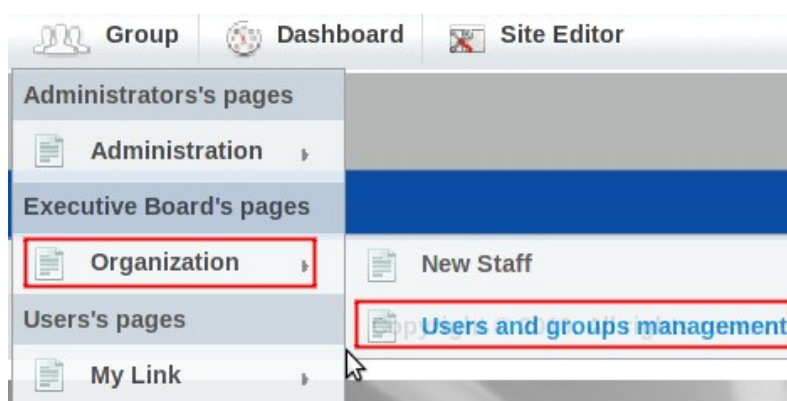 Group Dashboard Site Editor
Administrators's pages
Administration
Executive Board's pages
Organization
New Staff
Users's pages
Users and groups management
My Link